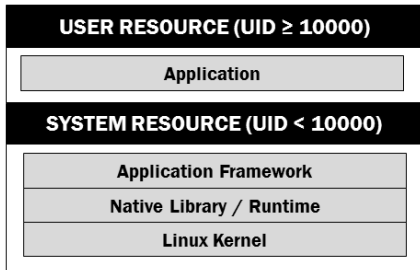 USER RESOURCE (UID ≥ 10000)
Application
SYSTEM RESOURCE (UID < 10000)
Application Framework
Native Library / Runtime
Linux Kernel